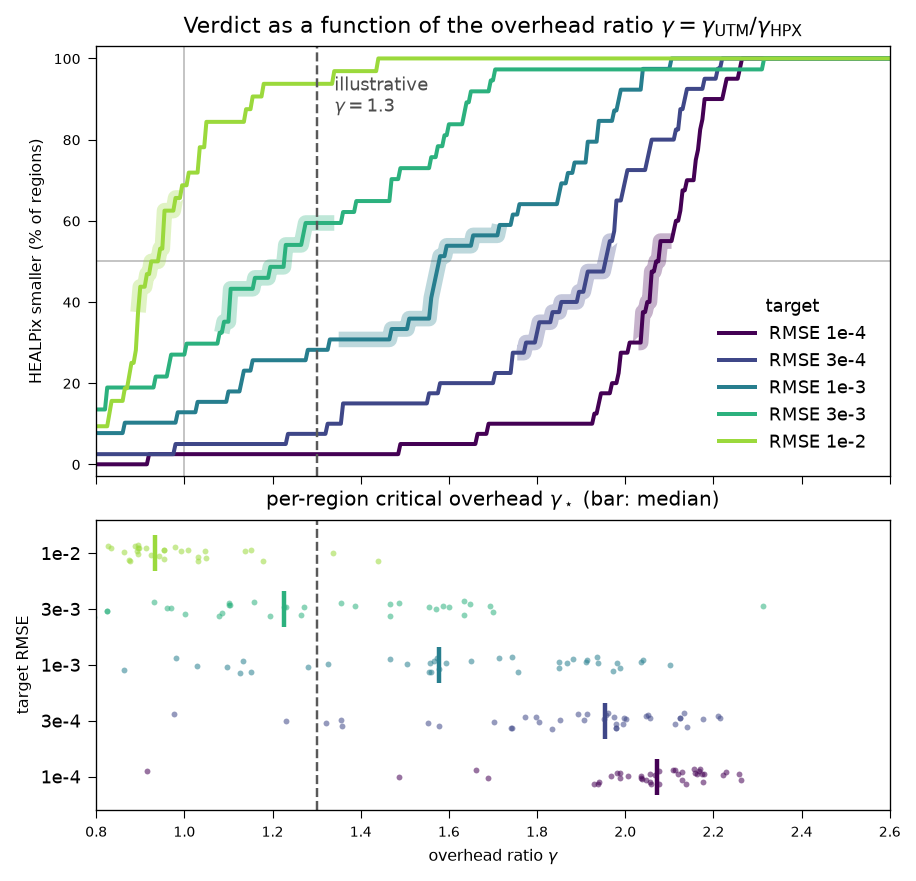 Verdict as a function of the overhead ratio γ = γUTM/γHPX
HEALPix smaller (% of regions)
100
80
60
40
20
0
illustrative
γ = 1.3
target
RMSE 1e-4
RMSE 3e-4
RMSE 1e-3
RMSE 3e-3
RMSE 1e-2
per-region critical overhead γ⋆ (bar: median)
target RMSE
1e-2
3e-3
1e-3
3e-4
1e-4
0.8 1.0 1.2 1.4 1.6 1.8 2.0 2.2 2.4 2.6
overhead ratio γ